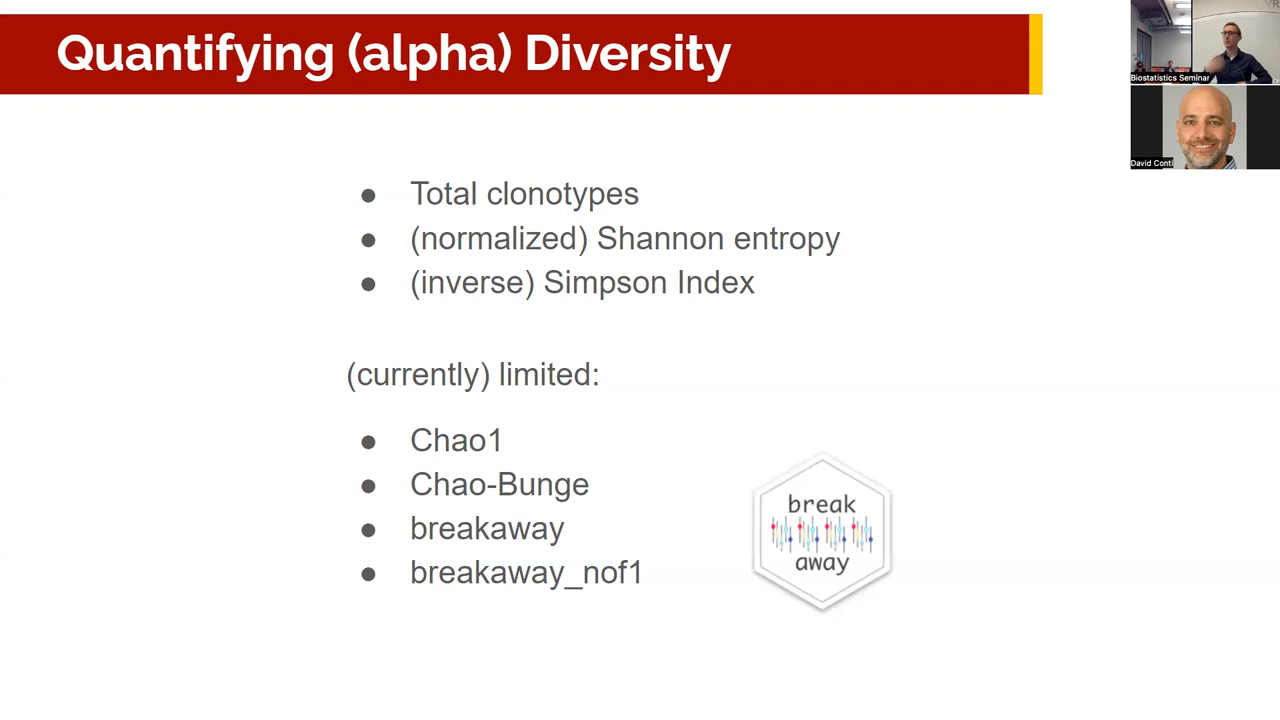 Quantifying (alpha) Diversity
● Total clonotypes
● (normalized) Shannon entropy
● (inverse) Simpson Index
(currently) limited:
● Chao1
● Chao-Bunge
● breakaway
● breakaway_nof1
break
away
Biostatistics Seminar
David Conti